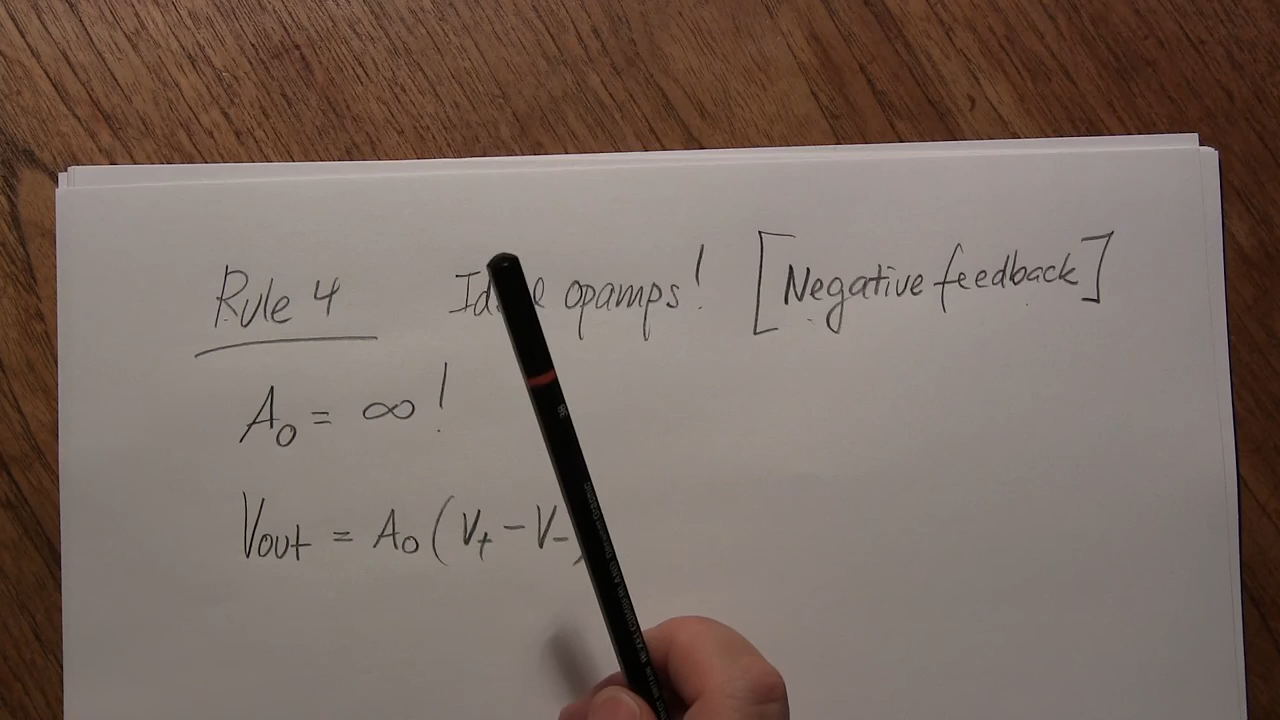 Rule 4 opamps! [Negative feedback]
A₀ = ∞!
Vout = A₀(V₊ - V₋)